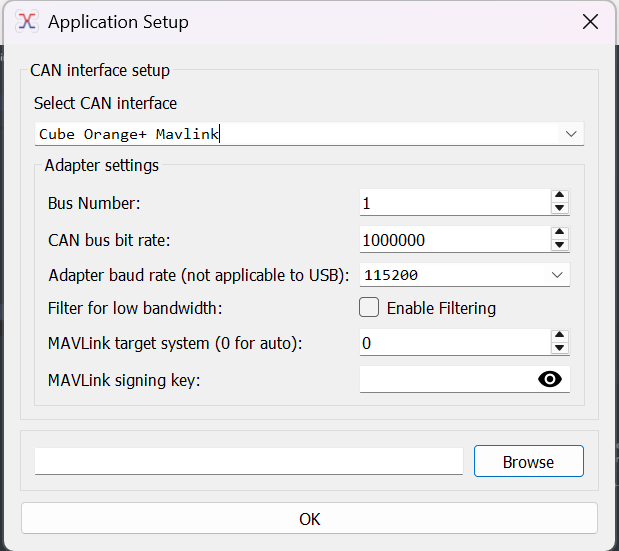 Application Setup
CAN interface setup
Select CAN interface
Cube Orange+ Mavlink
Adapter settings
Bus Number: 1
CAN bus bit rate: 1000000
Adapter baud rate (not applicable to USB): 115200
Filter for low bandwidth: Enable Filtering
MAVLink target system (0 for auto): 0
MAVLink signing key:
Browse
OK